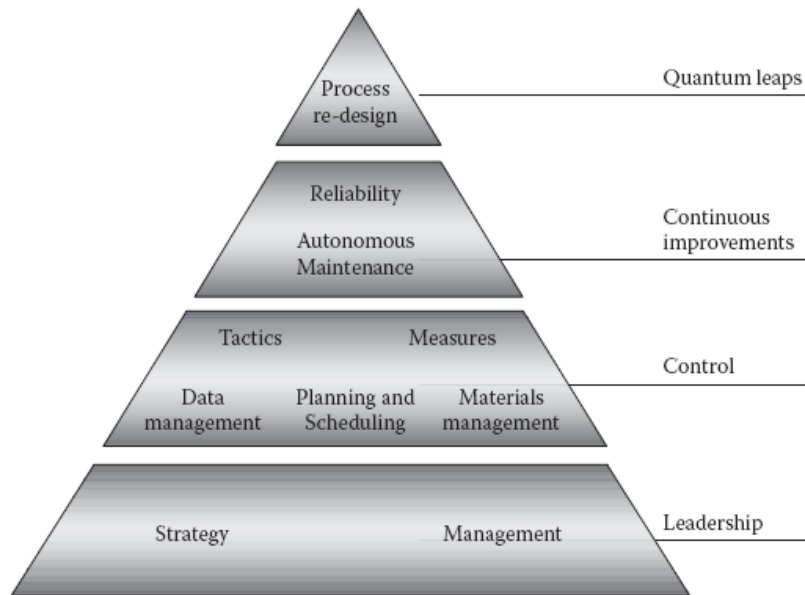 Process
re-design
Quantum leaps
Reliability
Autonomous
Maintenance
Continuous
improvements
Tactics
Measures
Data
management
Planning and
Scheduling
Materials
management
Control
Strategy
Management
Leadership